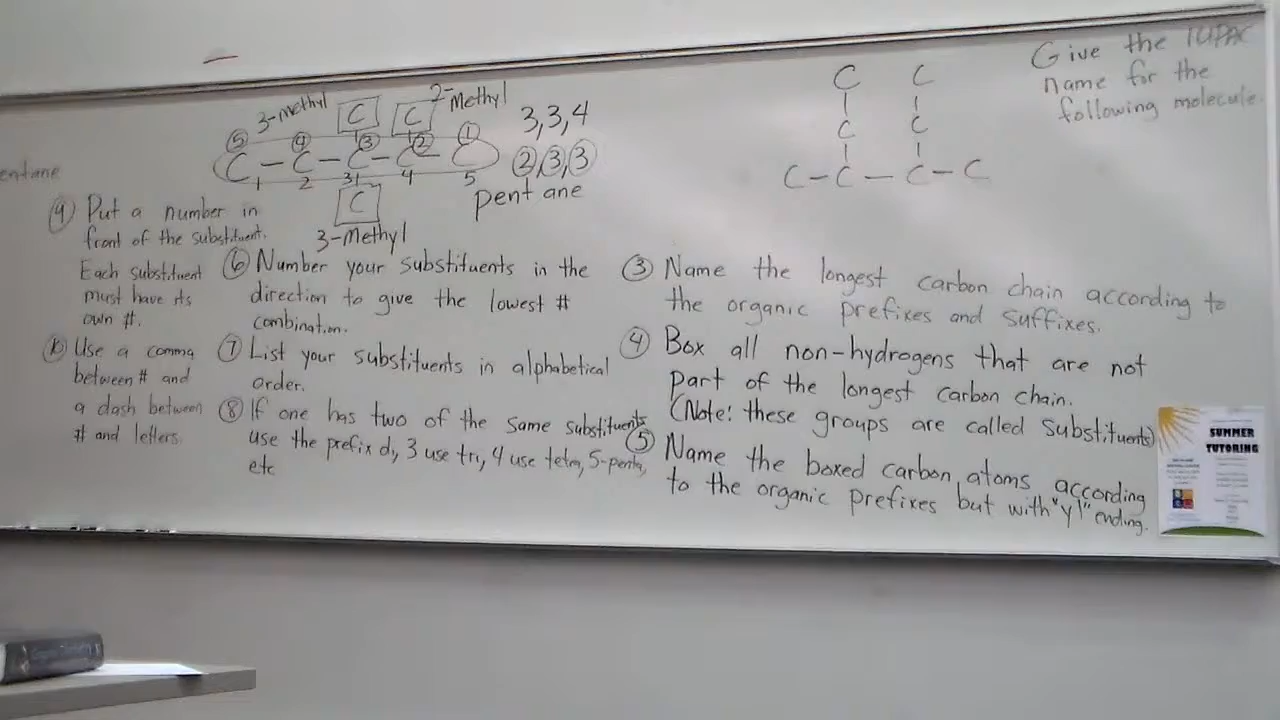 Give the IUPAC
name for the
following molecule.
C C
C C
C-C-C-C
3-methyl C C 2-Methyl
3,3,4
5 4 3 2 1
C-C-C-C-C
2,3,3
1 2 3 4 5
C
pentane
3-Methyl
entane
9 Put a number in
front of the substituent.
Each substituent
must have its
own #.
10 Use a comma
between # and
a dash between
# and letters.
6 Number your substituents in the
direction to give the lowest #
combination.
7 List your substituents in alphabetical
order.
8 If one has two of the same substituents
use the prefix di, 3 use tri, 4 use tetra, 5-penta,
etc
3 Name the longest carbon chain according to
the organic prefixes and suffixes.
4 Box all non-hydrogens that are not
part of the longest carbon chain.
(Note: these groups are called substituents)
5 Name the boxed carbon atoms according
to the organic prefixes but with "yl" ending.
SUMMER
TUTORING